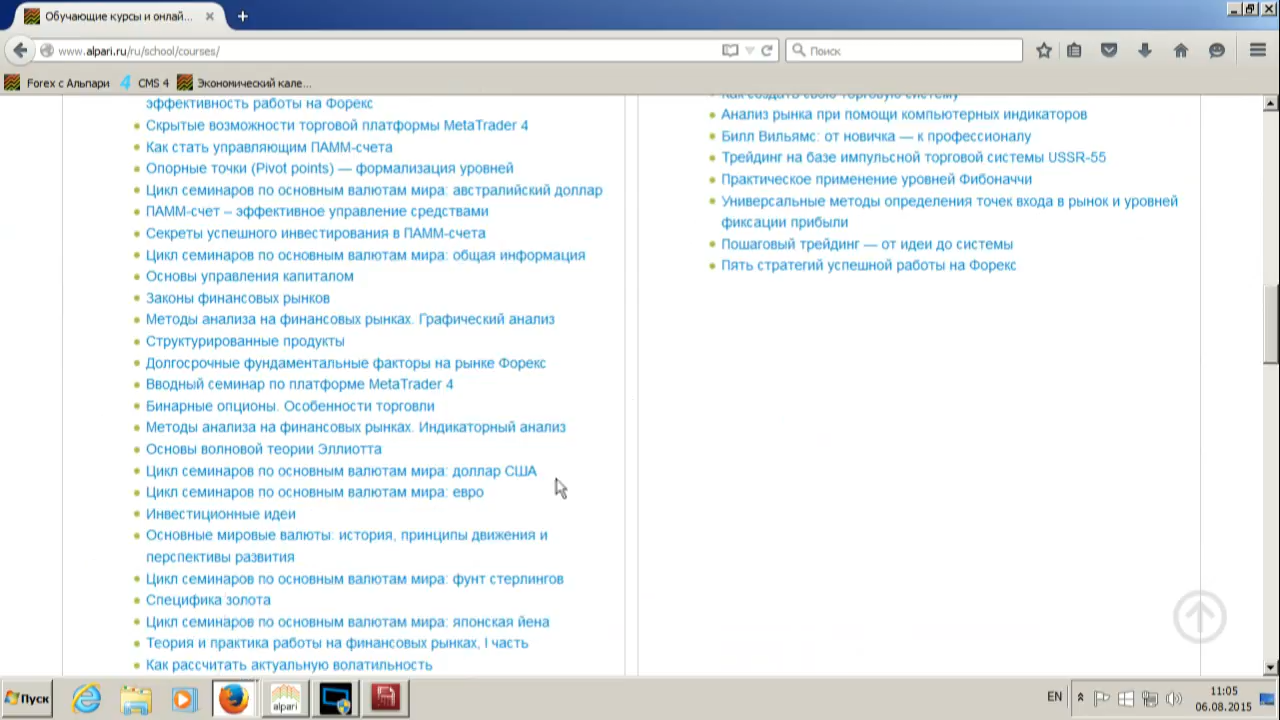 Обучающие курсы и онлай...
www.alpari.ru/ru/school/courses/
Поиск
Forex с Альпари
CMS 4
Экономический кале...
эффективность работы на Форекс
Скрытые возможности торговой платформы MetaTrader 4
Как стать управляющим ПАММ-счета
Опорные точки (Pivot points) — формализация уровней
Цикл семинаров по основным валютам мира: австралийский доллар
ПАММ-счет – эффективное управление средствами
Секреты успешного инвестирования в ПАММ-счета
Цикл семинаров по основным валютам мира: общая информация
Основы управления капиталом
Законы финансовых рынков
Методы анализа на финансовых рынках. Графический анализ
Структурированные продукты
Долгосрочные фундаментальные факторы на рынке Форекс
Вводный семинар по платформе MetaTrader 4
Бинарные опционы. Особенности торговли
Методы анализа на финансовых рынках. Индикаторный анализ
Основы волновой теории Эллиотта
Цикл семинаров по основным валютам мира: доллар США
Цикл семинаров по основным валютам мира: евро
Инвестиционные идеи
Основные мировые валюты: история, принципы движения и
перспективы развития
Цикл семинаров по основным валютам мира: фунт стерлингов
Специфика золота
Цикл семинаров по основным валютам мира: японская йена
Теория и практика работы на финансовых рынках, I часть
Как рассчитать актуальную волатильность
Как создать свою торговую систему
Анализ рынка при помощи компьютерных индикаторов
Билл Вильямс: от новичка — к профессионалу
Трейдинг на базе импульсной торговой системы USSR-55
Практическое применение уровней Фибоначчи
Универсальные методы определения точек входа в рынок и уровней
фиксации прибыли
Пошаговый трейдинг — от идеи до системы
Пять стратегий успешной работы на Форекс
Пуск
alpari
EN
11:05
06.08.2015